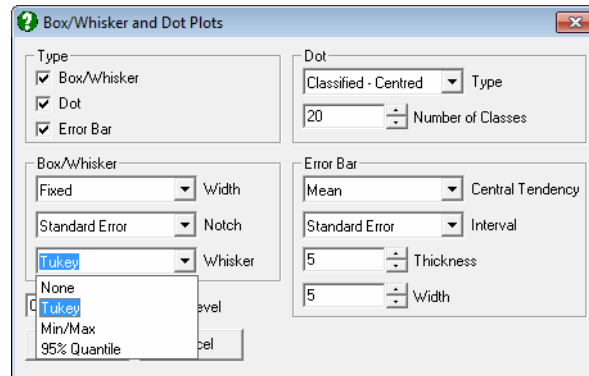 Box/Whisker and Dot Plots
Type
Box/Whisker
Dot
Error Bar
Dot
Classified - Centred Type
20 Number of Classes
Box/Whisker
Fixed Width
Standard Error Notch
Tukey Whisker
None
Tukey
Min/Max
95% Quantile
Error Bar
Mean Central Tendency
Standard Error Interval
5 Thickness
5 Width